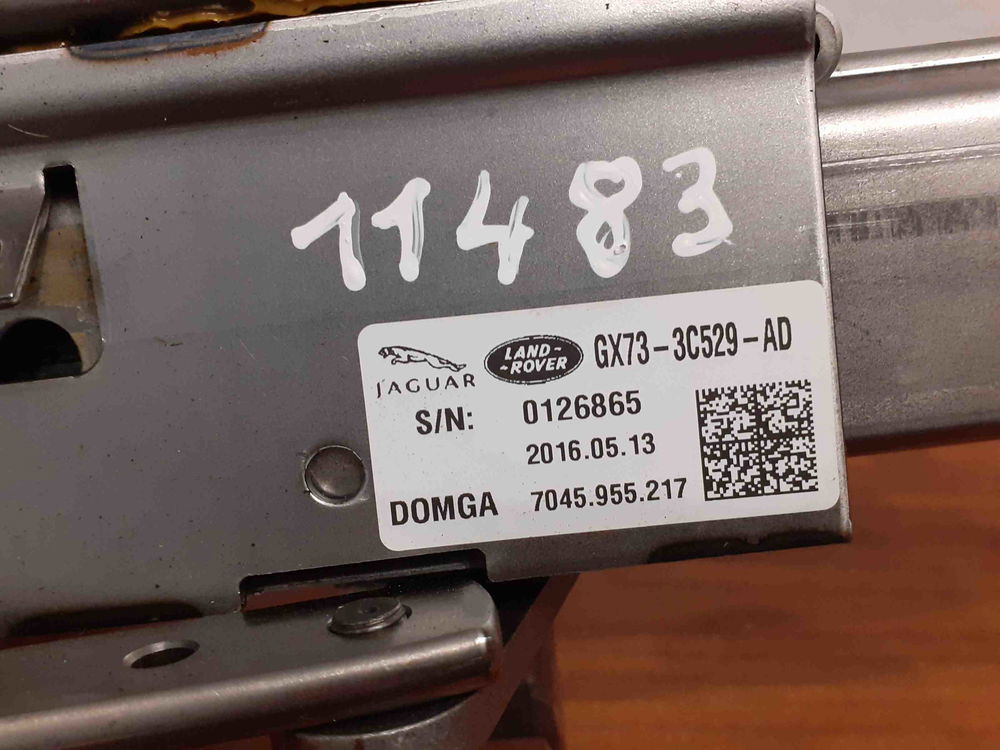 11483
JAGUAR
LAND-
-ROVER
GX73-3C529-AD
S/N: 0126865
2016.05.13
DOMGA 7045.955.217